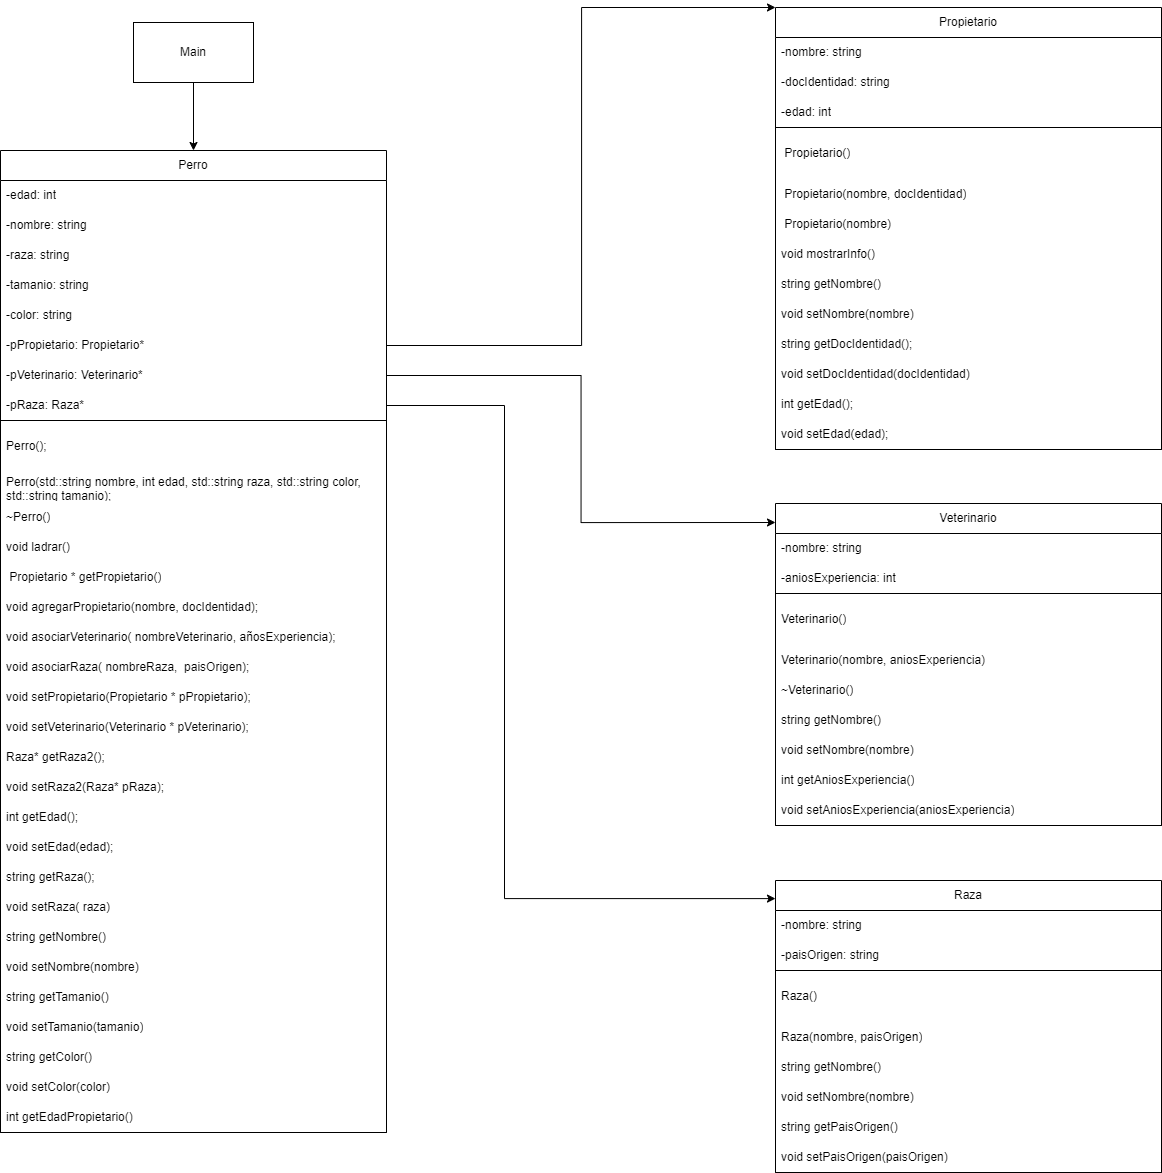 Main
Perro
-edad: int
-nombre: string
-raza: string
-tamanio: string
-color: string
-pPropietario: Propietario*
-pVeterinario: Veterinario*
-pRaza: Raza*
Perro();
Perro(std::string nombre, int edad, std::string raza, std::string color,
std::string tamanio);
~Perro()
void ladrar()
Propietario * getPropietario()
void agregarPropietario(nombre, docIdentidad);
void asociarVeterinario( nombreVeterinario, añosExperiencia);
void asociarRaza( nombreRaza,  paisOrigen);
void setPropietario(Propietario * pPropietario);
void setVeterinario(Veterinario * pVeterinario);
Raza* getRaza2();
void setRaza2(Raza* pRaza);
int getEdad();
void setEdad(edad);
string getRaza();
void setRaza( raza)
string getNombre()
void setNombre(nombre)
string getTamanio()
void setTamanio(tamanio)
string getColor()
void setColor(color)
int getEdadPropietario()
Propietario
-nombre: string
-docIdentidad: string
-edad: int
Propietario()
Propietario(nombre, docIdentidad)
Propietario(nombre)
void mostrarInfo()
string getNombre()
void setNombre(nombre)
string getDocIdentidad();
void setDocIdentidad(docIdentidad)
int getEdad();
void setEdad(edad);
Veterinario
-nombre: string
-aniosExperiencia: int
Veterinario()
Veterinario(nombre, aniosExperiencia)
~Veterinario()
string getNombre()
void setNombre(nombre)
int getAniosExperiencia()
void setAniosExperiencia(aniosExperiencia)
Raza
-nombre: string
-paisOrigen: string
Raza()
Raza(nombre, paisOrigen)
string getNombre()
void setNombre(nombre)
string getPaisOrigen()
void setPaisOrigen(paisOrigen)